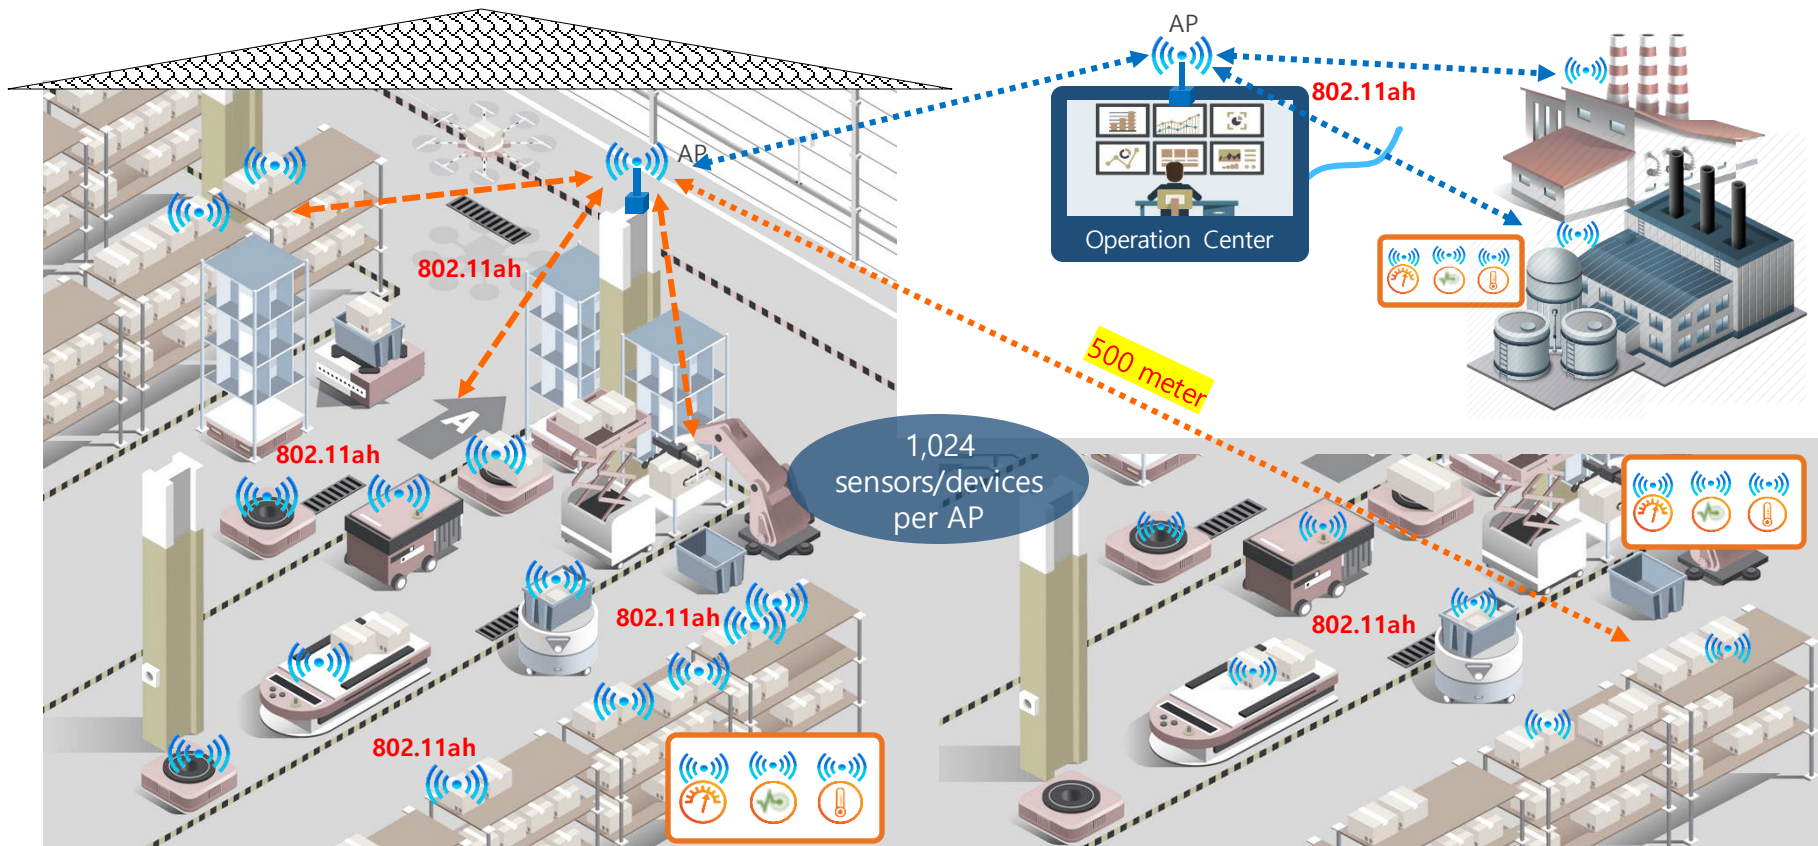 AP
802.11ah
AP
Operation Center
802.11ah
500 meter
A
802.11ah
1,024
sensors/devices
per AP
802.11ah
802.11ah
802.11ah